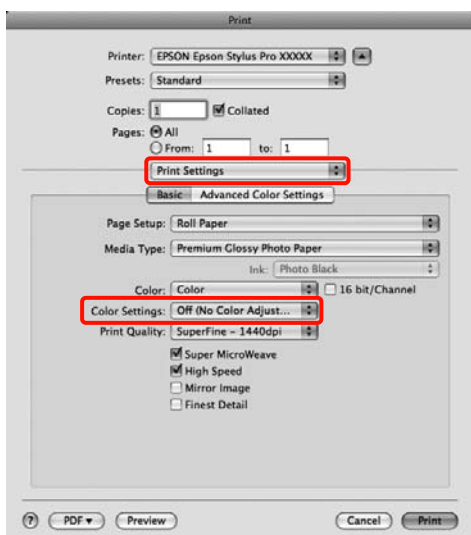 Print
Printer: EPSON Epson Stylus Pro XXXXX
Presets: Standard
Copies: 1 Collated
Pages: All
From: 1 to: 1
Print Settings
Basic Advanced Color Settings
Page Setup: Roll Paper
Media Type: Premium Glossy Photo Paper
Ink: Photo Black
Color: Color 16 bit/Channel
Color Settings: Off (No Color Adjust...
Print Quality: SuperFine - 1440dpi
Super MicroWeave
High Speed
Mirror Image
Finest Detail
? PDF Preview Cancel Print